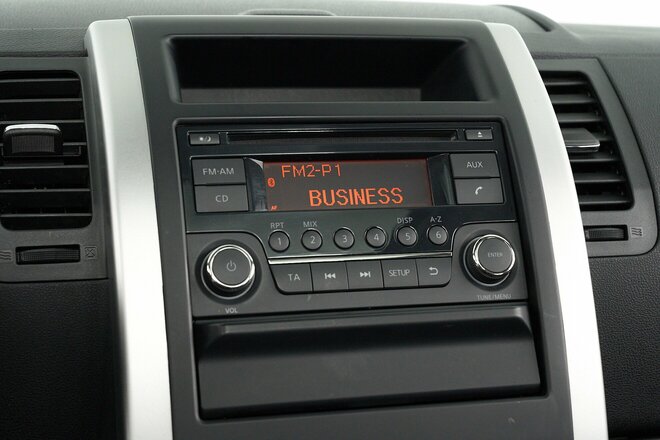 FM·AM
CD
FM2-P1
BUSINESS
AF
AUX
RPT
MIX
DISP
A-Z
1
2
3
4
5
6
TA
SETUP
ENTER
VOL
TUNE/MENU